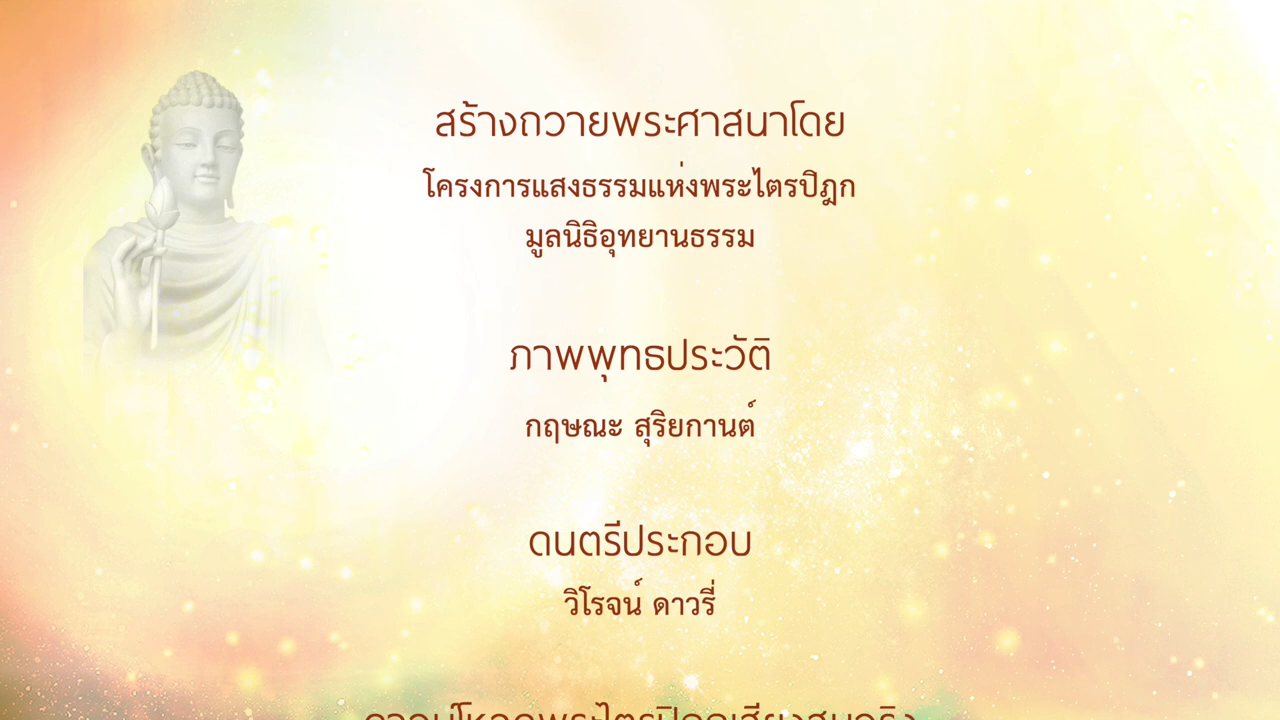 สร้างถวายพระศาสนาโดย
โครงการแสงธรรมแห่งพระไตรปิฎก
มูลนิธิอุทยานธรรม
ภาพพุทธประวัติ
กฤษณะ สุริยกานต์
ดนตรีประกอบ
วิโรจน์ ดาวรี่